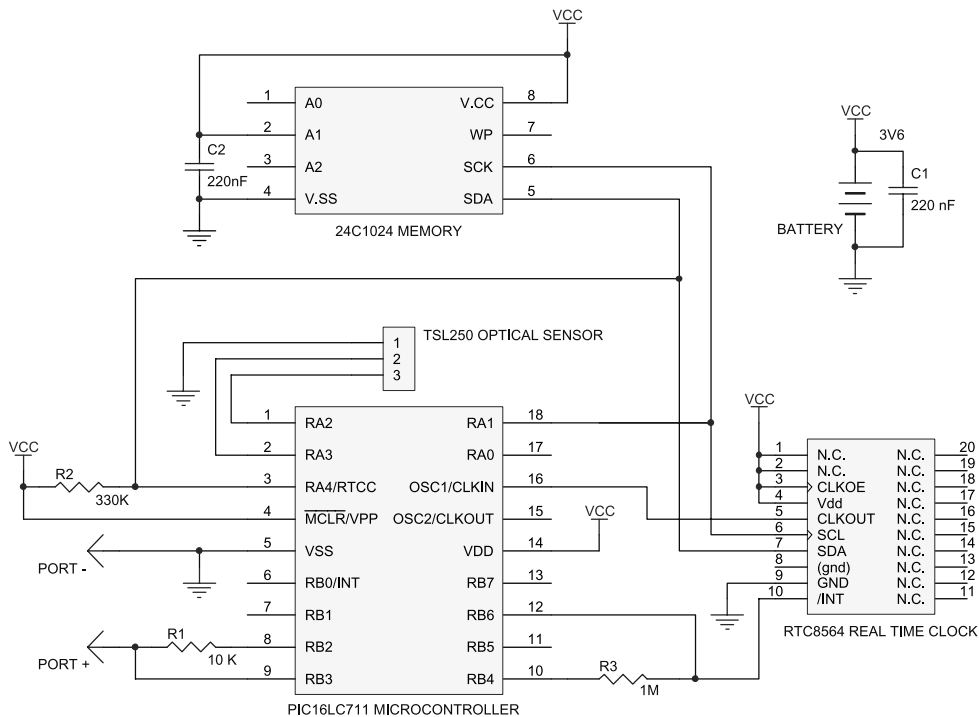 VCC
1 A0 V.CC 8
2 A1 WP 7
3 A2 SCK 6
4 V.SS SDA 5
C2
220nF
24C1024 MEMORY
VCC
3V6
C1
220 nF
BATTERY
TSL250 OPTICAL SENSOR
1
2
3
VCC
R2
330K
PORT -
PORT +
R1
10 K
1 RA2 RA1 18
2 RA3 RA0 17
3 RA4/RTCC OSC1/CLKIN 16
4 MCLR/VPP OSC2/CLKOUT 15
5 VSS VDD 14
6 RB0/INT RB7 13
7 RB1 RB6 12
8 RB2 RB5 11
9 RB3 RB4 10
PIC16LC711 MICROCONTROLLER
VCC
R3
1M
VCC
1 N.C. N.C. 20
2 N.C. N.C. 19
3 CLKOE N.C. 18
4 Vdd N.C. 17
5 CLKOUT N.C. 16
6 SCL N.C. 15
7 SDA N.C. 14
8 (gnd) N.C. 13
9 GND N.C. 12
10 /INT N.C. 11
RTC8564 REAL TIME CLOCK